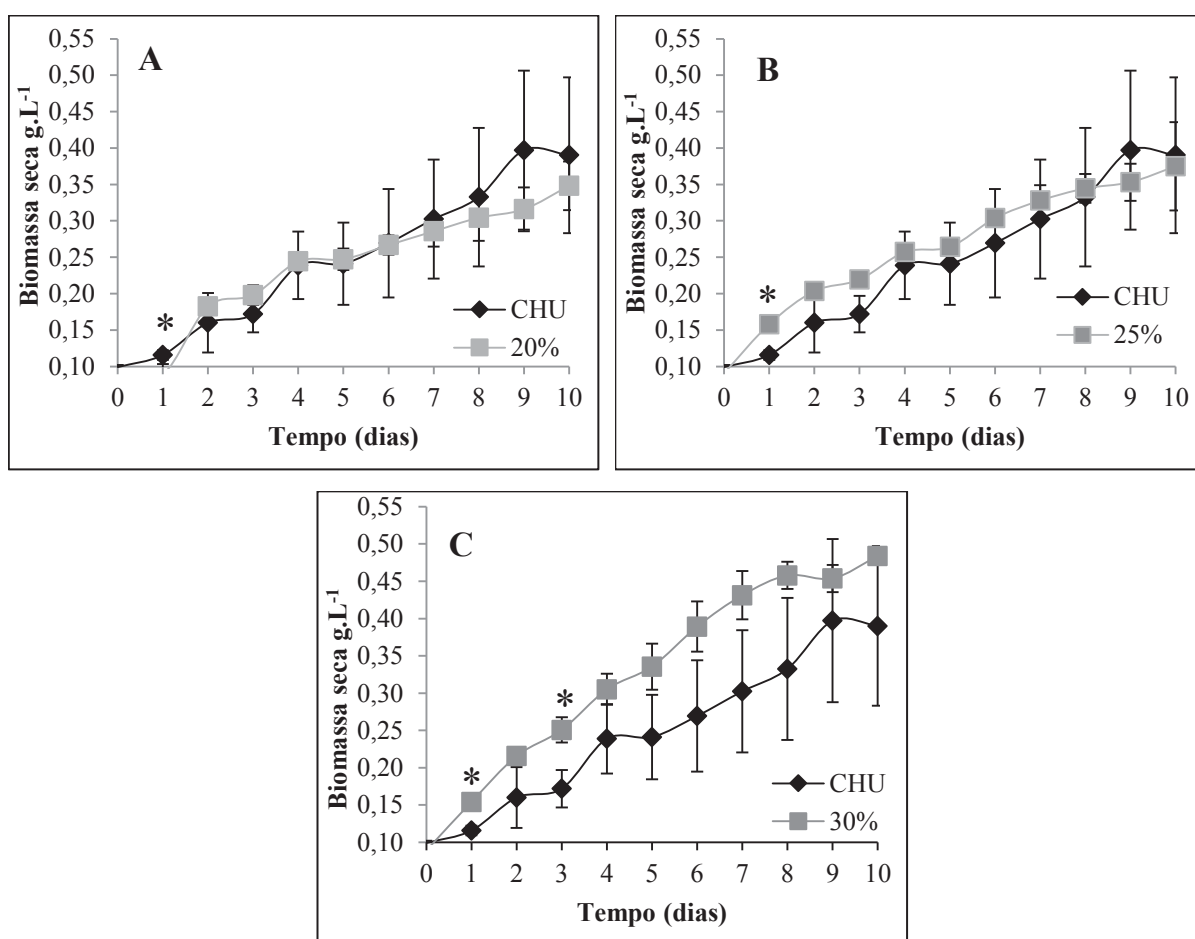 A
Biomassa seca g.L-1
0,55
0,50
0,45
0,40
0,35
0,30
0,25
0,20
0,15
0,10
*
CHU
20%
0 1 2 3 4 5 6 7 8 9 10
Tempo (dias)
B
Biomassa seca g.L-1
0,55
0,50
0,45
0,40
0,35
0,30
0,25
0,20
0,15
0,10
*
CHU
25%
0 1 2 3 4 5 6 7 8 9 10
Tempo (dias)
C
Biomassa seca g.L-1
0,55
0,50
0,45
0,40
0,35
0,30
0,25
0,20
0,15
0,10
*
*
CHU
30%
0 1 2 3 4 5 6 7 8 9 10
Tempo (dias)